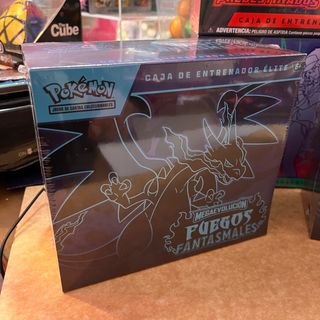 Cube
CAJA DE ENTRENA
ADVERTENCIA: PELIGRO DE ASFIXIA
POKÉMON
JUEGO DE CARTAS COLECCIONABLES
CAJA DE ENTRENADOR ÉLITE
MEGAEVOLUCIÓN
FUEGOS
FANTASMALES